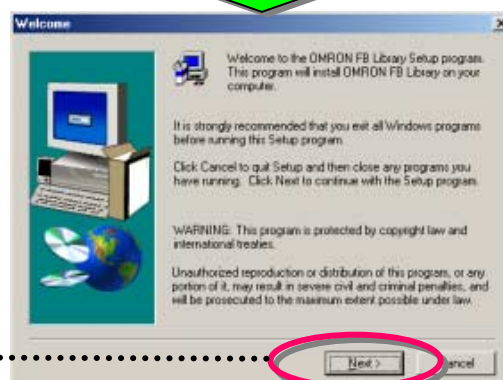 Welcome
Welcome to the OMRON FB Library Setup program.
This program will install OMRON FB Library on your
computer.
It is strongly recommended that you exit all Windows programs
before running this Setup program.
Click Cancel to quit Setup and then close any programs you
have running. Click Next to continue with the Setup program.
WARNING: This program is protected by copyright law and
international treaties.
Unauthorized reproduction or distribution of this program, or any
portion of it, may result in severe civil and criminal penalties, and
will be prosecuted to the maximum extent possible under law.
Next > ancel